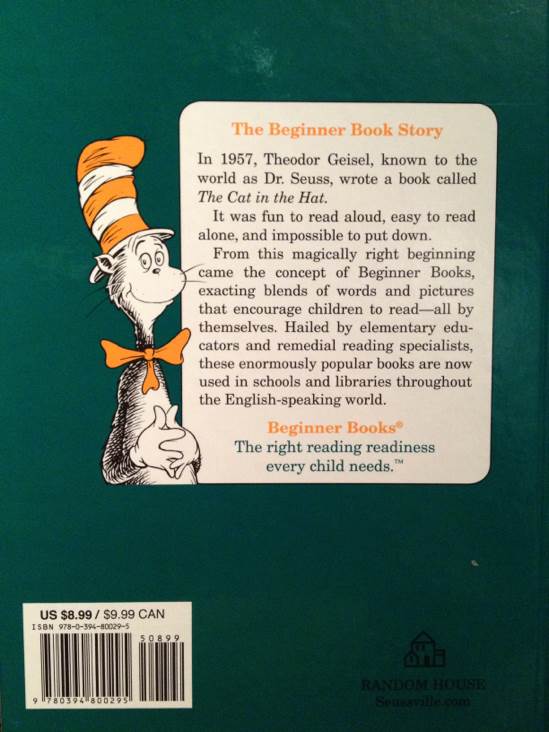 The Beginner Book Story
In 1957, Theodor Geisel, known to the
world as Dr. Seuss, wrote a book called
The Cat in the Hat.
It was fun to read aloud, easy to read
alone, and impossible to put down.
From this magically right beginning
came the concept of Beginner Books,
exacting blends of words and pictures
that encourage children to read—all by
themselves. Hailed by elementary edu-
cators and remedial reading specialists,
these enormously popular books are now
used in schools and libraries throughout
the English-speaking world.
Beginner Books®
The right reading readiness
every child needs.™
US $8.99 / $9.99 CAN
ISBN 978-0-394-80029-5
50899
9 780394 800295
RANDOM HOUSE
Seussville.com